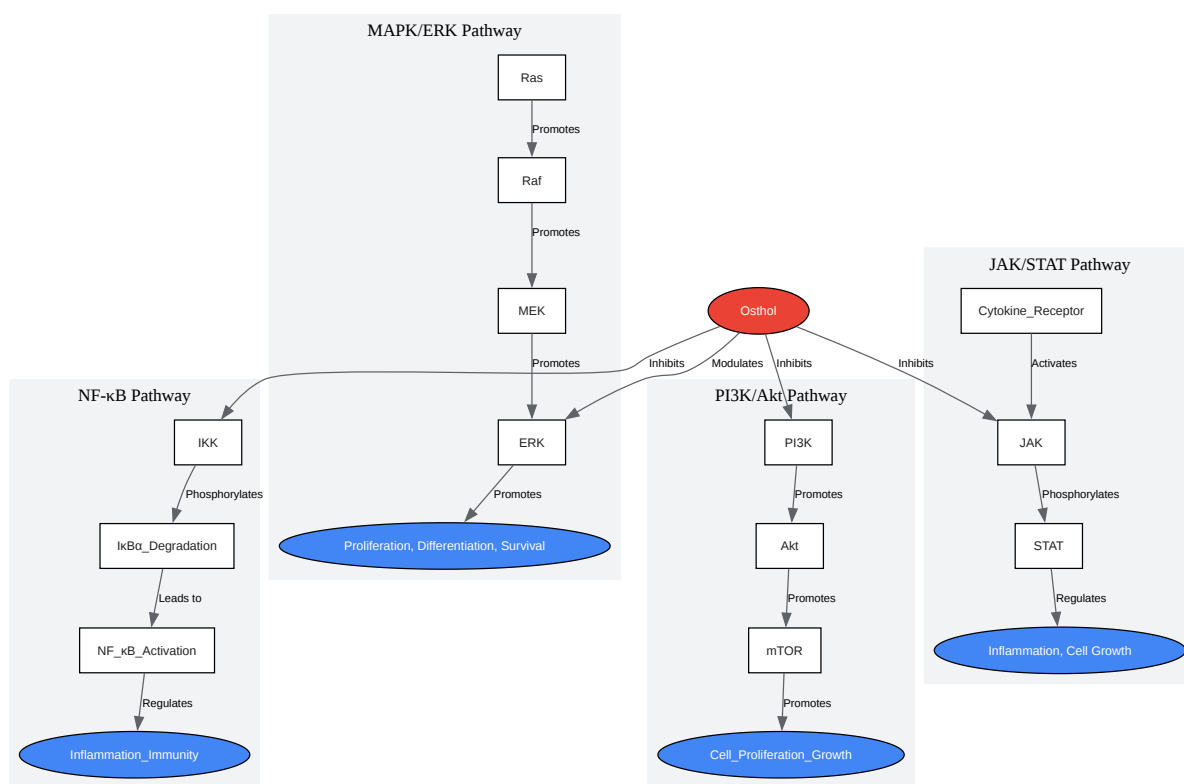 MAPK/ERK Pathway
Ras
Promotes
Raf
Promotes
JAK/STAT Pathway
MEK
Osthol
Cytokine_Receptor
Promotes
Inhibits
Modulates
Inhibits
Inhibits
Activates
NF-κB Pathway
PI3K/Akt Pathway
IKK
ERK
PI3K
JAK
Phosphorylates
Promotes
Promotes
Phosphorylates
IκBα_Degradation
Proliferation, Differentiation, Survival
Akt
STAT
Leads to
Promotes
Regulates
NF_κB_Activation
mTOR
Inflammation, Cell Growth
Regulates
Promotes
Inflammation_Immunity
Cell_Proliferation_Growth